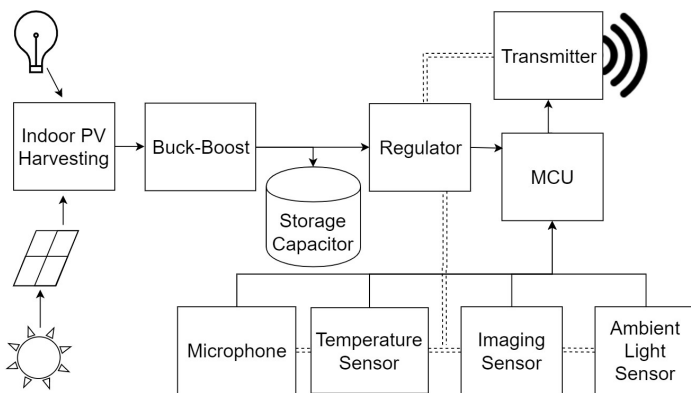 Transmitter
Indoor PV
Harvesting
Buck-Boost
Regulator
MCU
Storage
Capacitor
Microphone
Temperature
Sensor
Imaging
Sensor
Ambient
Light
Sensor